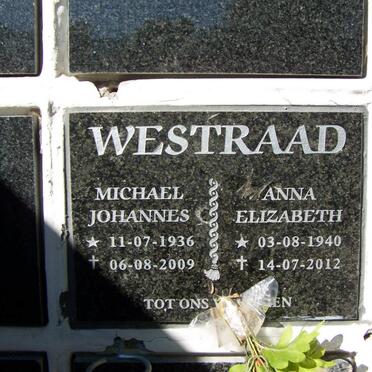 WESTRAAD
MICHAEL
JOHANNES
★ 11-07-1936
✝ 06-08-2009
ANNA
ELIZABETH
★ 03-08-1940
✝ 14-07-2012
TOT ONS